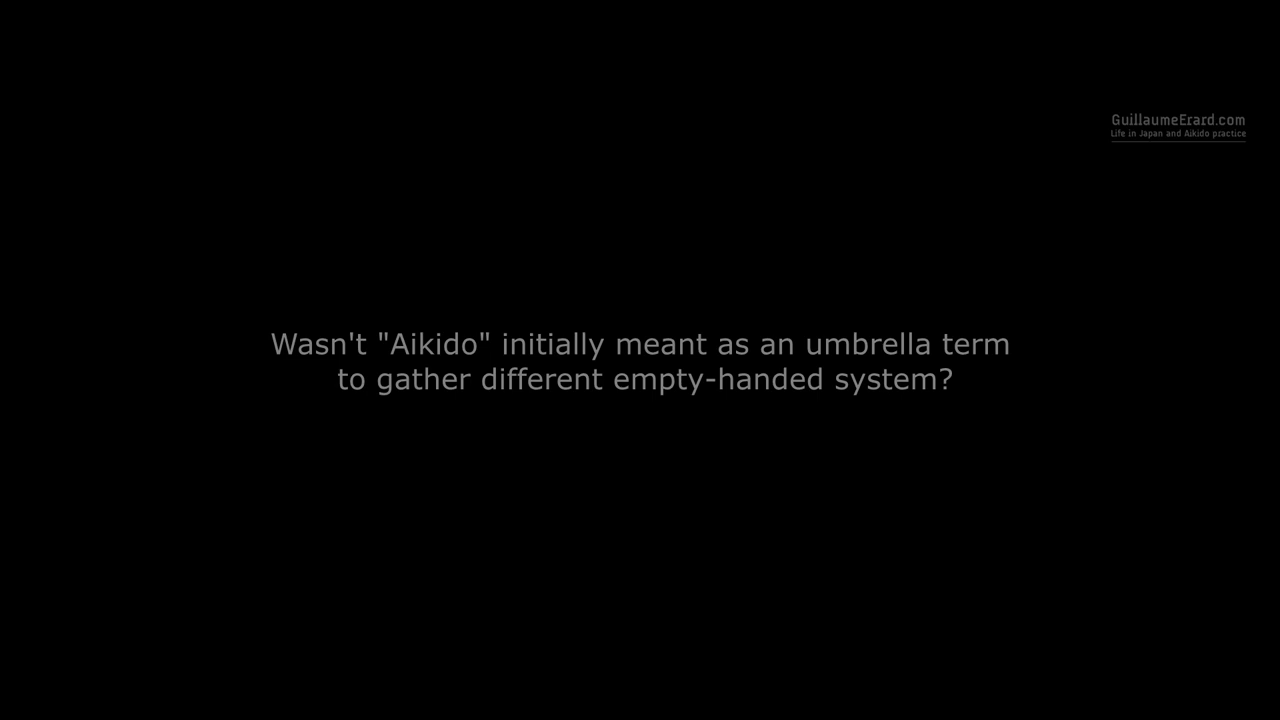 GuillaumeErard.com
Life in Japan and Aikido practice
Wasn't "Aikido" initially meant as an umbrella term
to gather different empty-handed system?